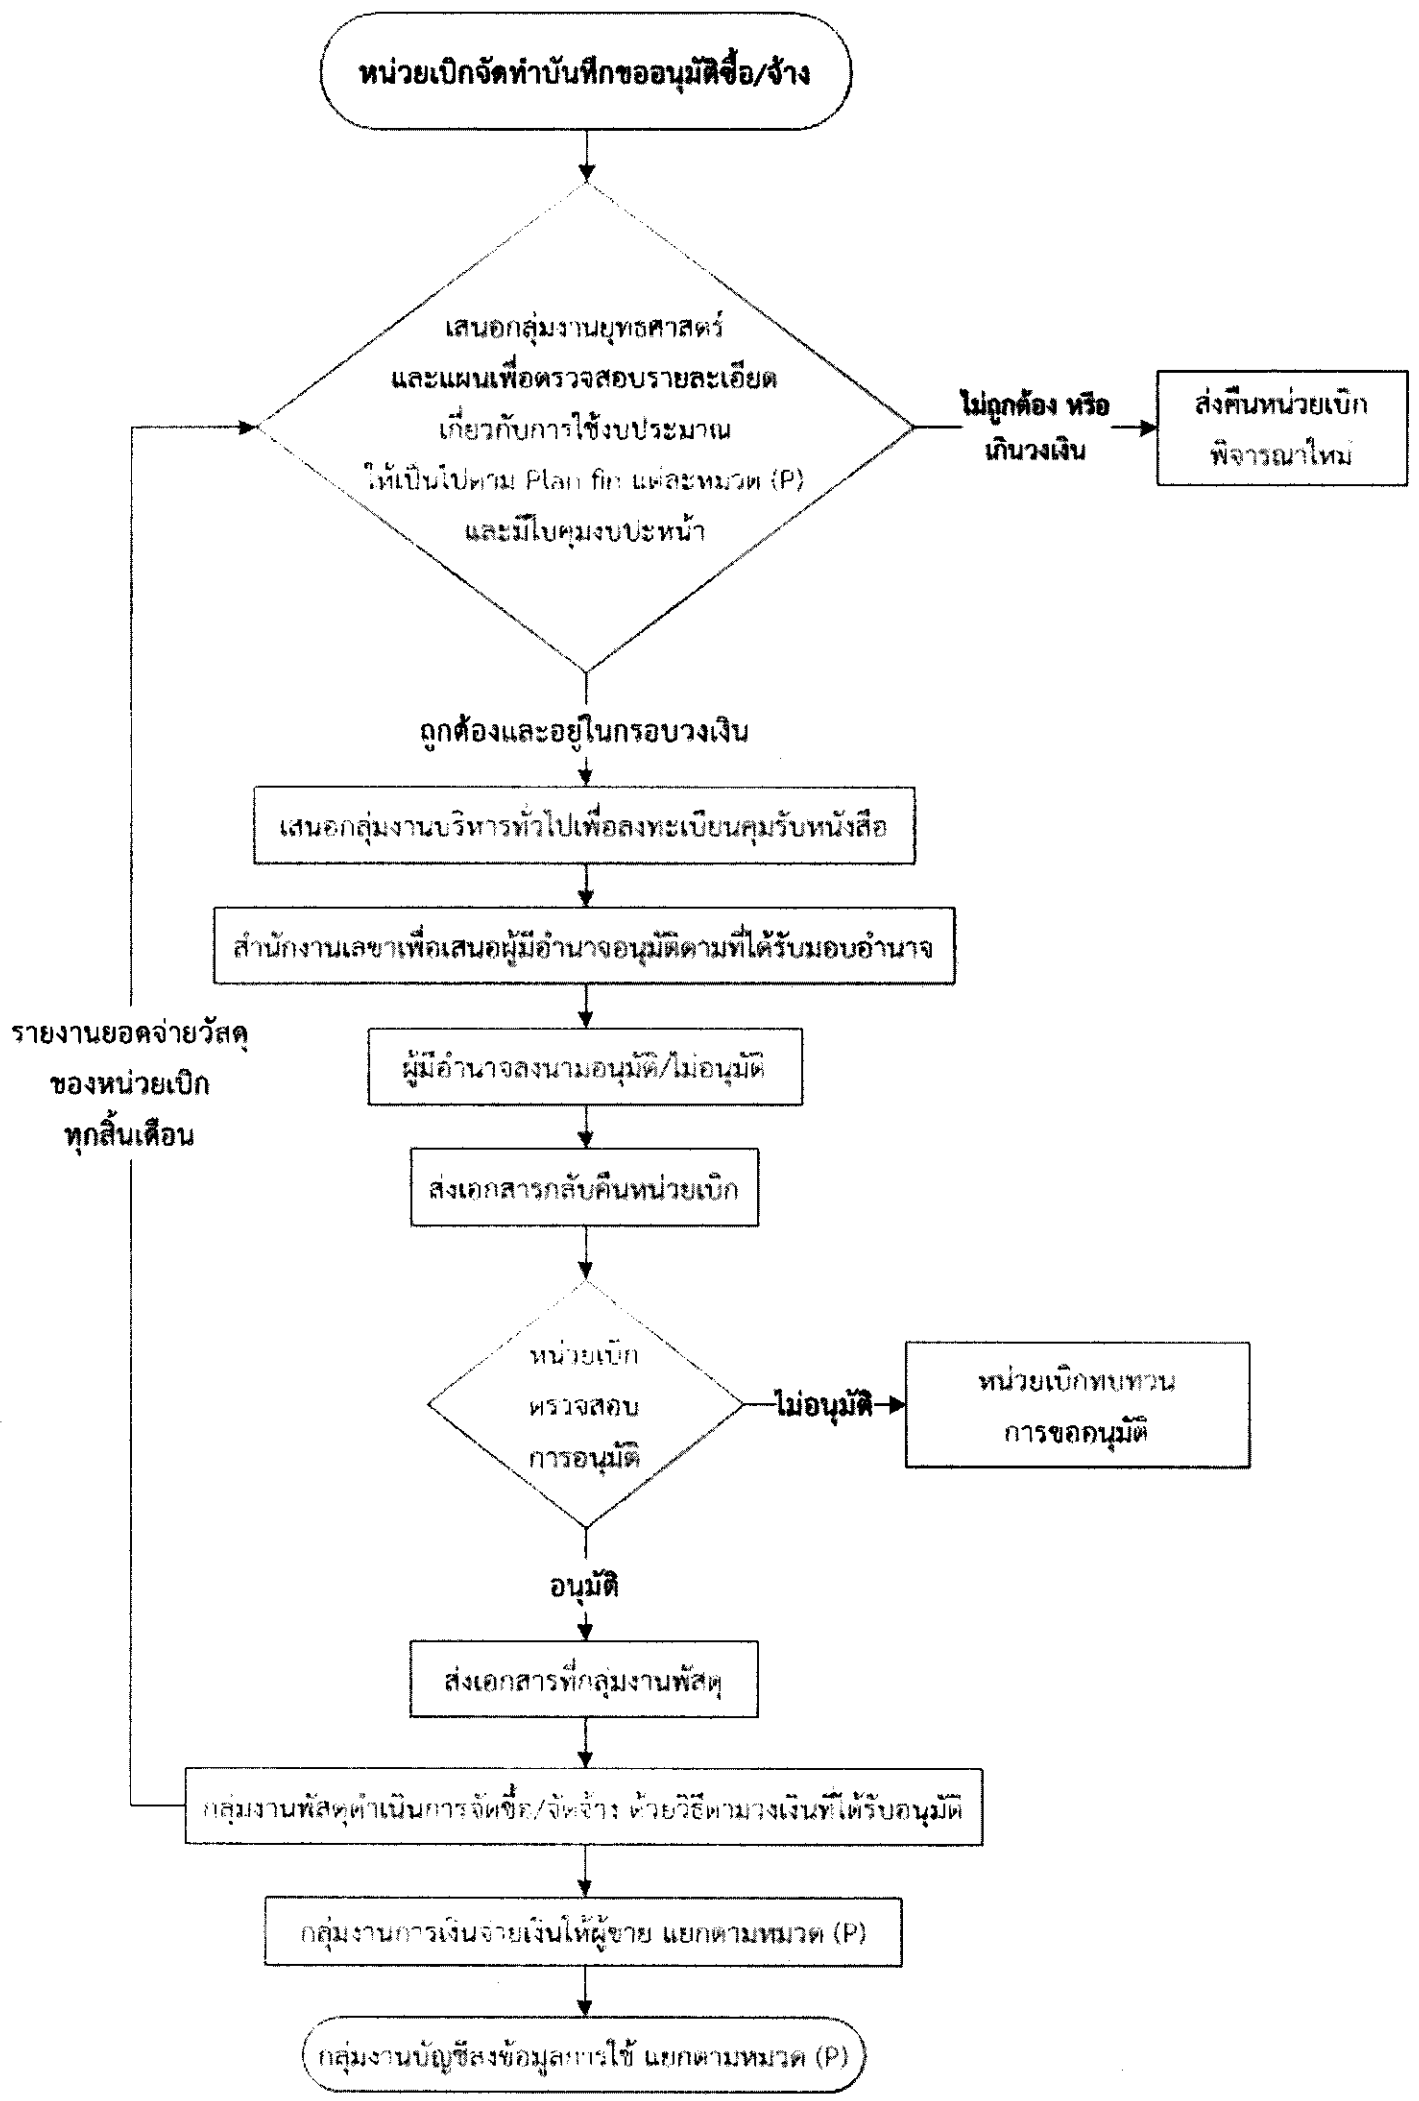 หน่วยเบิกจัดทำบันทึกขออนุมัติซื้อ/จ้าง
เสนอกลุ่มงานยุทธศาสตร์
และแผนเพื่อตรวจสอบรายละเอียด
เกี่ยวกับการใช้งบประมาณ
ให้เป็นไปตาม Plan fin แต่ละหมวด (P)
และมีใบคุมงบปะหน้า
ไม่ถูกต้อง หรือ
เกินวงเงิน
ส่งคืนหน่วยเบิก
พิจารณาใหม่
ถูกต้องและอยู่ในกรอบวงเงิน
เสนอกลุ่มงานบริหารทั่วไปเพื่อลงทะเบียนคุมรับหนังสือ
สำนักงานเลขาเพื่อเสนอผู้มีอำนาจอนุมัติตามที่ได้รับมอบอำนาจ
ผู้มีอำนาจลงนามอนุมัติ/ไม่อนุมัติ
รายงานยอดจ่ายวัสดุ
ของหน่วยเบิก
ทุกสิ้นเดือน
ส่งเอกสารกลับคืนหน่วยเบิก
หน่วยเบิก
ตรวจสอบ
การอนุมัติ
ไม่อนุมัติ
หน่วยเบิกทบทวน
การขออนุมัติ
อนุมัติ
ส่งเอกสารที่กลุ่มงานพัสดุ
กลุ่มงานพัสดุดำเนินการจัดซื้อ/จัดจ้าง ด้วยวิธีตามวงเงินที่ได้รับอนุมัติ
กลุ่มงานการเงินจ่ายเงินให้ผู้ขาย แยกตามหมวด (P)
กลุ่มงานบัญชีส่งข้อมูลการใช้ แยกตามหมวด (P)